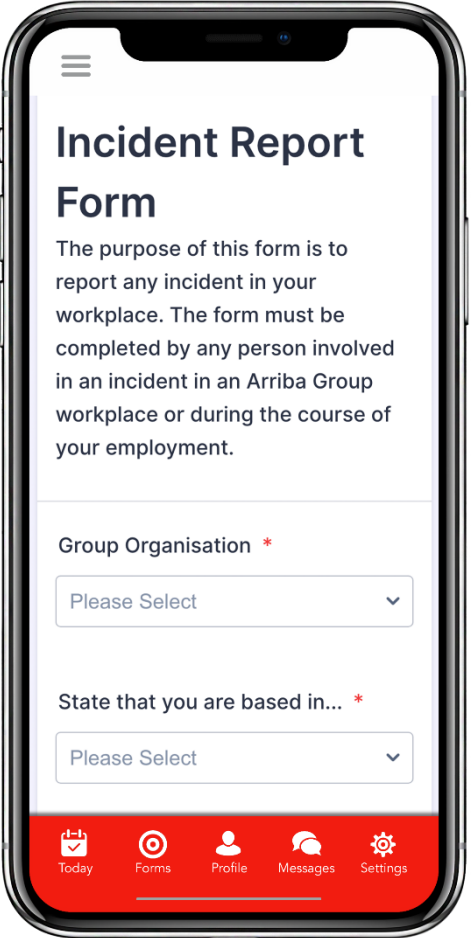 Incident Report
Form
The purpose of this form is to
report any incident in your
workplace. The form must be
completed by any person involved
in an incident in an Arriba Group
workplace or during the course of
your employment.
Group Organisation *
Please Select
State that you are based in... *
Please Select
Today Forms Profile Messages Settings